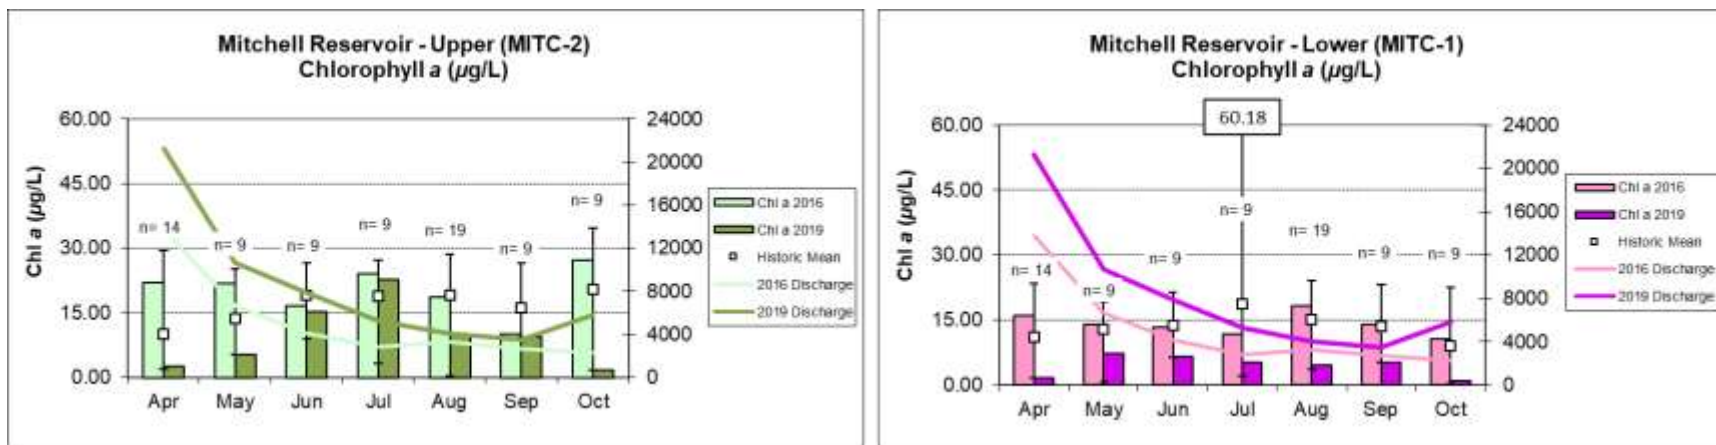 Mitchell Reservoir - Upper (MITC-2)
Chlorophyll a (µg/L)
Chl a (µg/L)
60.00
45.00
30.00
15.00
0.00
24000
20000
16000
12000
8000
4000
0
n= 14
n= 9
n= 9
n= 9
n= 19
n= 9
n= 9
Apr May Jun Jul Aug Sep Oct
Chl a 2016
Chl a 2019
Historic Mean
2016 Discharge
2019 Discharge
Mitchell Reservoir - Lower (MITC-1)
Chlorophyll a (µg/L)
60.18
Chl a (µg/L)
60.00
45.00
30.00
15.00
0.00
24000
20000
16000
12000
8000
4000
0
n= 14
n= 9
n= 9
n= 9
n= 19
n= 9
n= 9
Apr May Jun Jul Aug Sep Oct
Chl a 2016
Chl a 2019
Historic Mean
2016 Discharge
2019 Discharge